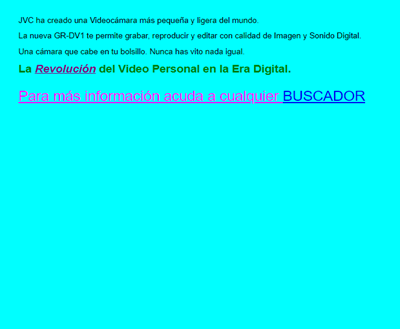 JVC ha creado una Videocámara más pequeña y ligera del mundo.
La nueva GR-DV1 te permite grabar, reproducir y editar con calidad de Imagen y Sonido Digital.
Una cámara que cabe en tu bolsillo. Nunca has vito nada igual.
La Revolución del Video Personal en la Era Digital.
Para más información acuda a cualquier BUSCADOR